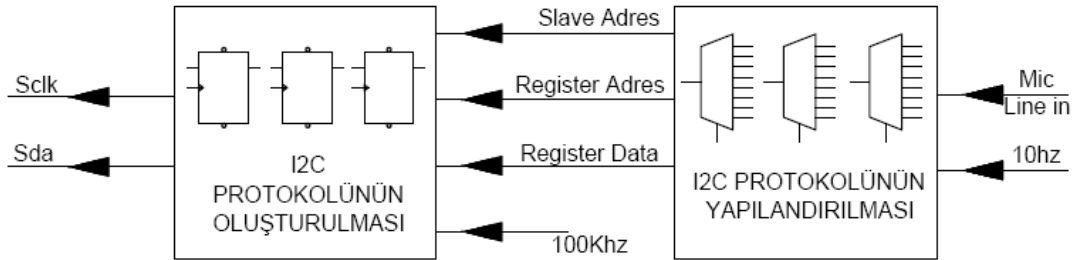 Slave Adres
Sclk
Register Adres
Mic
Line in
Sda
Register Data
10hz
I2C
PROTOKOLÜNÜN
OLUŞTURULMASI
I2C PROTOKOLÜNÜN
YAPILANDIRILMASI
100Khz